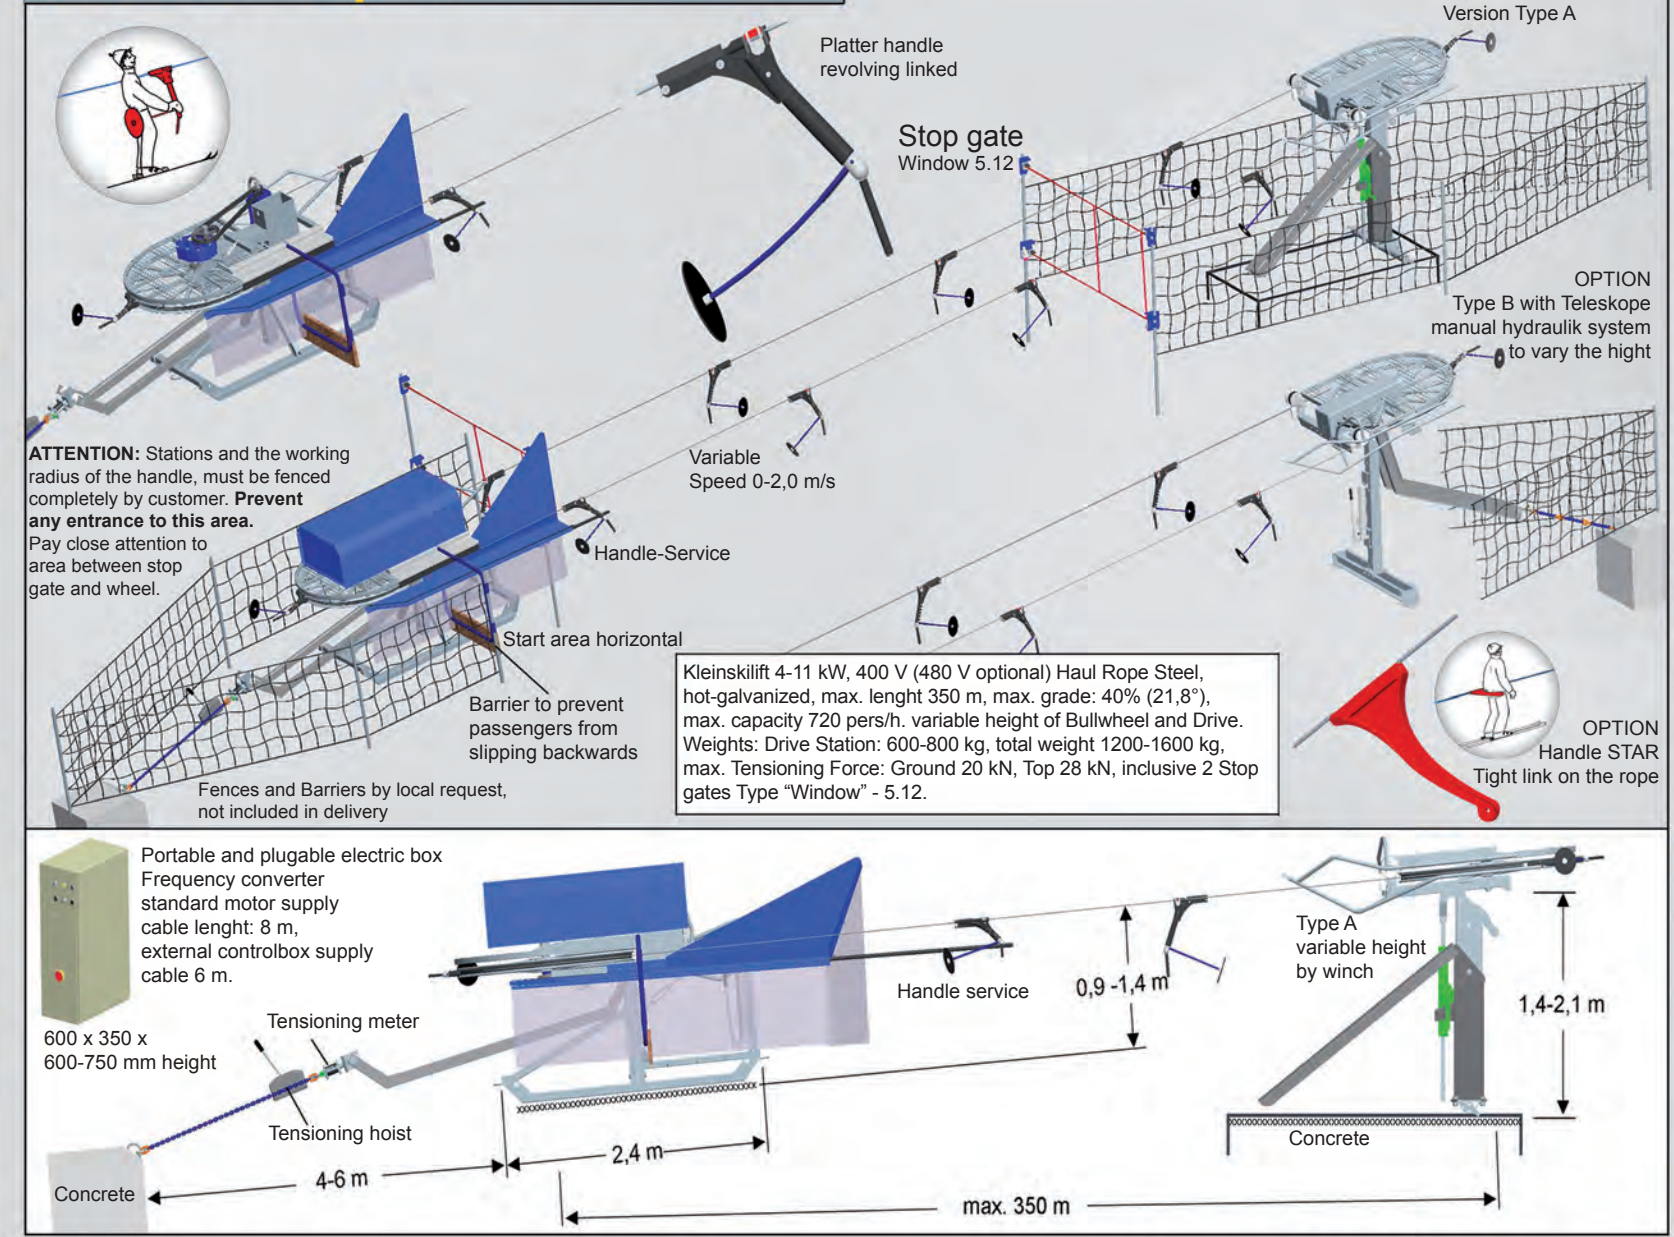 Version Type A
Platter handle
revolving linked
Stop gate
Window 5.12
OPTION
Type B with Teleskope
manual hydraulik system
to vary the hight
ATTENTION: Stations and the working
radius of the handle, must be fenced
completely by customer. Prevent
any entrance to this area.
Pay close attention to
area between stop
gate and wheel.
Variable
Speed 0-2,0 m/s
Handle-Service
Start area horizontal
Barrier to prevent
passengers from
slipping backwards
Fences and Barriers by local request,
not included in delivery
Kleinskilift 4-11 kW, 400 V (480 V optional) Haul Rope Steel,
hot-galvanized, max. lenght 350 m, max. grade: 40% (21,8°),
max. capacity 720 pers/h. variable height of Bullwheel and Drive.
Weights: Drive Station: 600-800 kg, total weight 1200-1600 kg,
max. Tensioning Force: Ground 20 kN, Top 28 kN, inclusive 2 Stop
gates Type “Window” - 5.12.
OPTION
Handle STAR
Tight link on the rope
Portable and plugable electric box
Frequency converter
standard motor supply
cable lenght: 8 m,
external controlbox supply
cable 6 m.
600 x 350 x
600-750 mm height
Tensioning meter
Tensioning hoist
Concrete
4-6 m
2,4 m
max. 350 m
Handle service
0,9 -1,4 m
Type A
variable height
by winch
1,4-2,1 m
Concrete